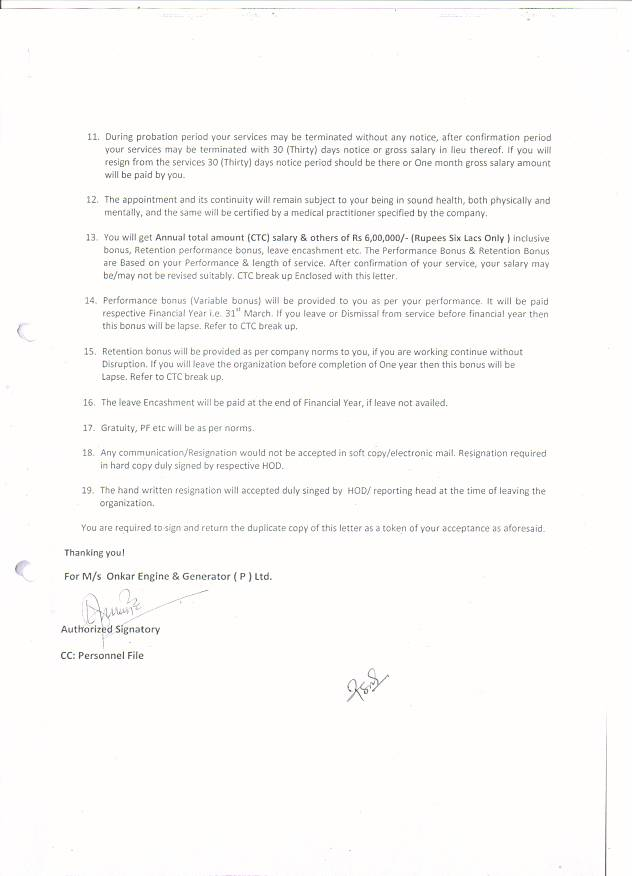 11. During probation period your services may be terminated without any notice, after confirmation period
your services may be terminated with 30 (Thirty) days notice or gross salary in lieu thereof. If you will
resign from the services 30 (Thirty) days notice period should be there or One month gross salary amount
will be paid by you.
12. The appointment and its continuity will remain subject to your being in sound health, both physically and
mentally, and the same will be certified by a medical practitioner specified by the company.
13. You will get Annual total amount (CTC) salary & others of Rs 6,00,000/- (Rupees Six Lacs Only ) inclusive
bonus, Retention performance bonus, leave encashment etc. The Performance Bonus & Retention Bonus
are Based on your Performance & length of service. After confirmation of your service, your salary may
be/may not be revised suitably. CTC break up Enclosed with this letter.
14. Performance bonus (Variable bonus) will be provided to you as per your performance. It will be paid
respective Financial Year i.e. 31st March. If you leave or Dismissal from service before financial year then
this bonus will be lapse. Refer to CTC break up.
15. Retention bonus will be provided as per company norms to you, if you are working continue without
Disruption. If you will leave the organization before completion of One year then this bonus will be
Lapse. Refer to CTC break up.
16. The leave Encashment will be paid at the end of Financial Year, if leave not availed.
17. Gratuity, PF etc will be as per norms.
18. Any communication/Resignation would not be accepted in soft copy/electronic mail. Resignation required
in hard copy duly signed by respective HOD.
19. The hand written resignation will accepted duly singed by HOD/ reporting head at the time of leaving the
organization.
You are required to sign and return the duplicate copy of this letter as a token of your acceptance as aforesaid.
Thanking you!
For M/s Onkar Engine & Generator ( P ) Ltd.
Authorized Signatory
CC: Personnel File